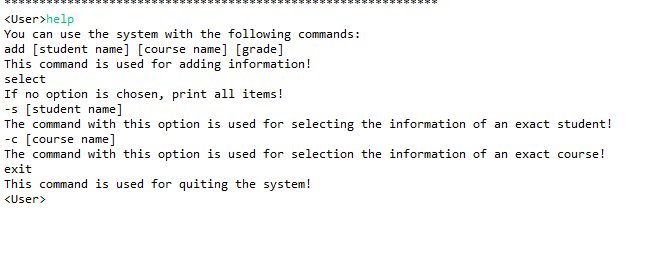 **************************************************************
<User>help
You can use the system with the following commands:
add [student name] [course name] [grade]
This command is used for adding information!
select
If no option is chosen, print all items!
-s [student name]
The command with this option is used for selecting the information of an exact student!
-c [course name]
The command with this option is used for selection the information of an exact course!
exit
This command is used for quiting the system!
<User>